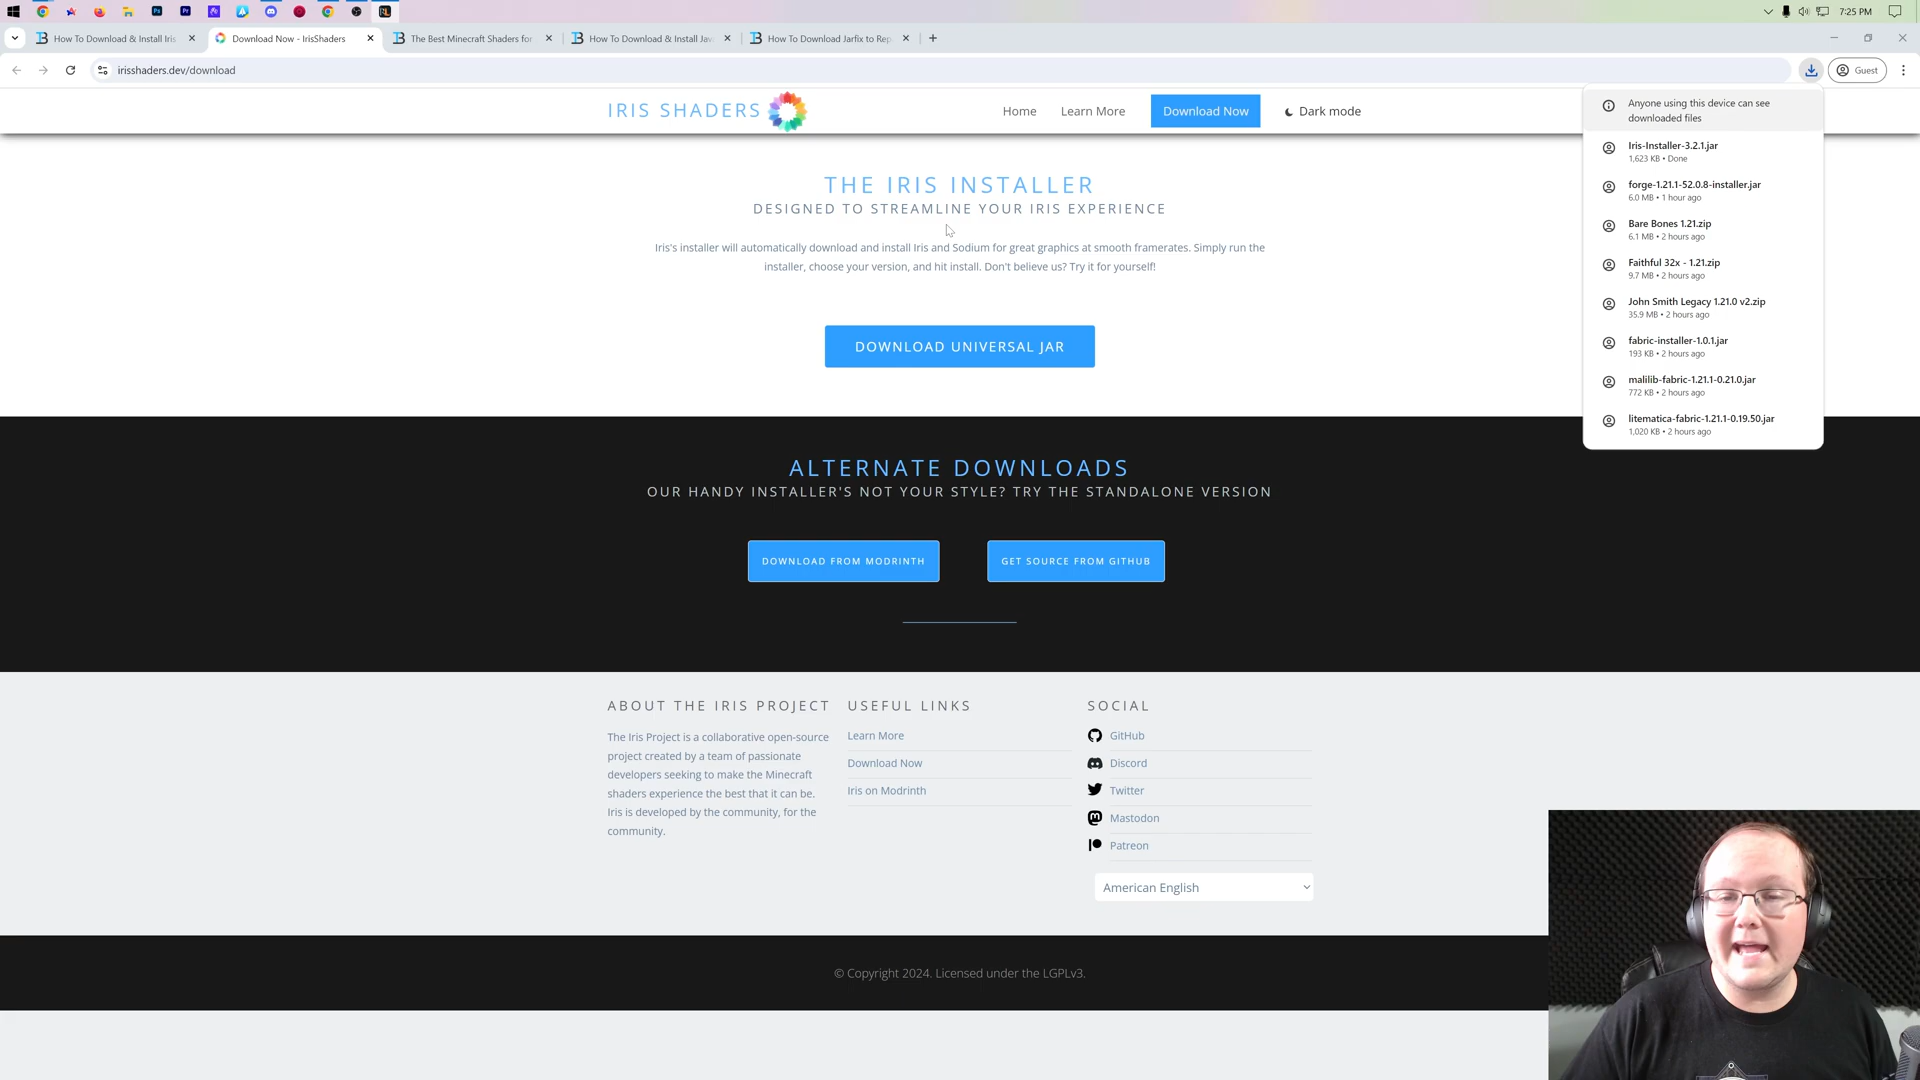 7:25 PM
How To Download & Install Iris
Download Now - IrisShaders
The Best Minecraft Shaders for
How To Download & Install Jav
How To Download Jarfix to Rep
irisshaders.dev/download
Guest
IRIS SHADERS
Home
Learn More
Download Now
Dark mode
Anyone using this device can see
downloaded files
Iris-Installer-3.2.1.jar
1,623 KB • Done
forge-1.21.1-52.0.8-installer.jar
6.0 MB • 1 hour ago
Bare Bones 1.21.zip
6.1 MB • 2 hours ago
Faithful 32x - 1.21.zip
9.7 MB • 2 hours ago
John Smith Legacy 1.21.0 v2.zip
35.9 MB • 2 hours ago
fabric-installer-1.0.1.jar
193 KB • 2 hours ago
malilib-fabric-1.21.1-0.21.0.jar
772 KB • 2 hours ago
litematica-fabric-1.21.1-0.19.50.jar
1,020 KB • 2 hours ago
THE IRIS INSTALLER
DESIGNED TO STREAMLINE YOUR IRIS EXPERIENCE
Iris's installer will automatically download and install Iris and Sodium for great graphics at smooth framerates. Simply run the
installer, choose your version, and hit install. Don't believe us? Try it for yourself!
DOWNLOAD UNIVERSAL JAR
ALTERNATE DOWNLOADS
OUR HANDY INSTALLER'S NOT YOUR STYLE? TRY THE STANDALONE VERSION
DOWNLOAD FROM MODRINTH
GET SOURCE FROM GITHUB
ABOUT THE IRIS PROJECT
The Iris Project is a collaborative open-source
project created by a team of passionate
developers seeking to make the Minecraft
shaders experience the best that it can be.
Iris is developed by the community, for the
community.
USEFUL LINKS
Learn More
Download Now
Iris on Modrinth
SOCIAL
GitHub
Discord
Twitter
Mastodon
Patreon
American English
© Copyright 2024. Licensed under the LGPLv3.